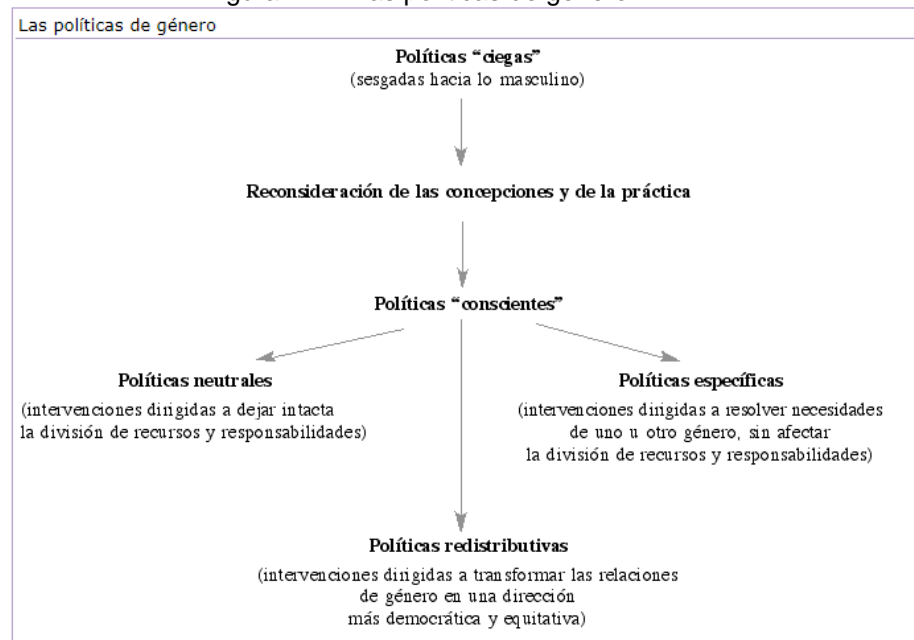 Las políticas de género
Políticas “ciegas”
(sesgadas hacia lo masculino)
Reconsideración de las concepciones y de la práctica
Políticas “conscientes”
Políticas neutrales
(intervenciones dirigidas a dejar intacta
la división de recursos y responsabilidades)
Políticas específicas
(intervenciones dirigidas a resolver necesidades
de uno u otro género, sin afectar
la división de recursos y responsabilidades)
Políticas redistributivas
(intervenciones dirigidas a transformar las relaciones
de género en una dirección
más democrática y equitativa)